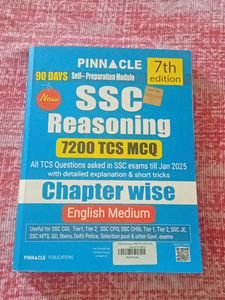 PINNACLE
7th
edition
90 DAYS Self- Preparation Module
New
SSC
Reasoning
7200 TCS MCQ
All TCS Questions asked in SSC exams till Jan 2025
with detailed explanation & short tricks
Chapter wise
English Medium
Useful for SSC CGL Tier1, Tier 2, SSC CPO, SSC CHSL Tier 1, Tier 2, SSC JE,
SSC MTS, GD, Steno, Delhi Police, Selection post & other Govt. exams
PINNACLE PUBLICATIONS